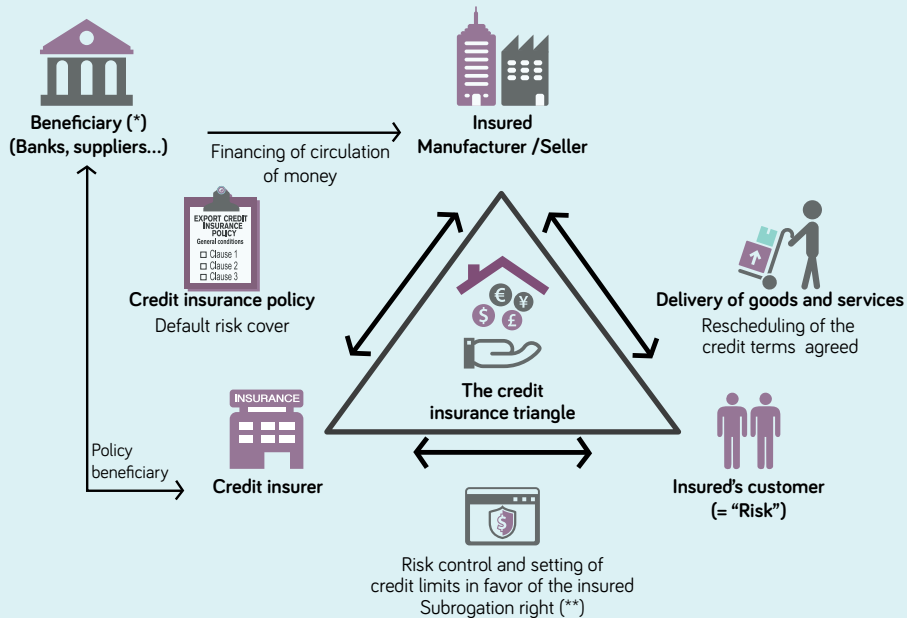 Beneficiary (*)
(Banks, suppliers...)
Financing of circulation
of money
Insured
Manufacturer /Seller
EXPORT CREDIT
INSURANCE
POLICY
General conditions
Clause 1
Clause 2
Clause 3
Credit insurance policy
Default risk cover
€
¥
$
£
The credit
insurance triangle
Delivery of goods and services
Rescheduling of the
credit terms agreed
INSURANCE
Policy
beneficiary
Credit insurer
Insured's customer
(= “Risk”)
$
Risk control and setting of
credit limits in favor of the insured
Subrogation right (**)